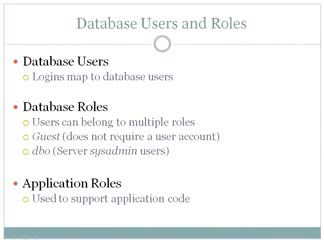 Database Users and Roles
Database Users
Logins map to database users
Database Roles
Users can belong to multiple roles
Guest (does not require a user account)
dbo (Server sysadmin users)
Application Roles
Used to support application code